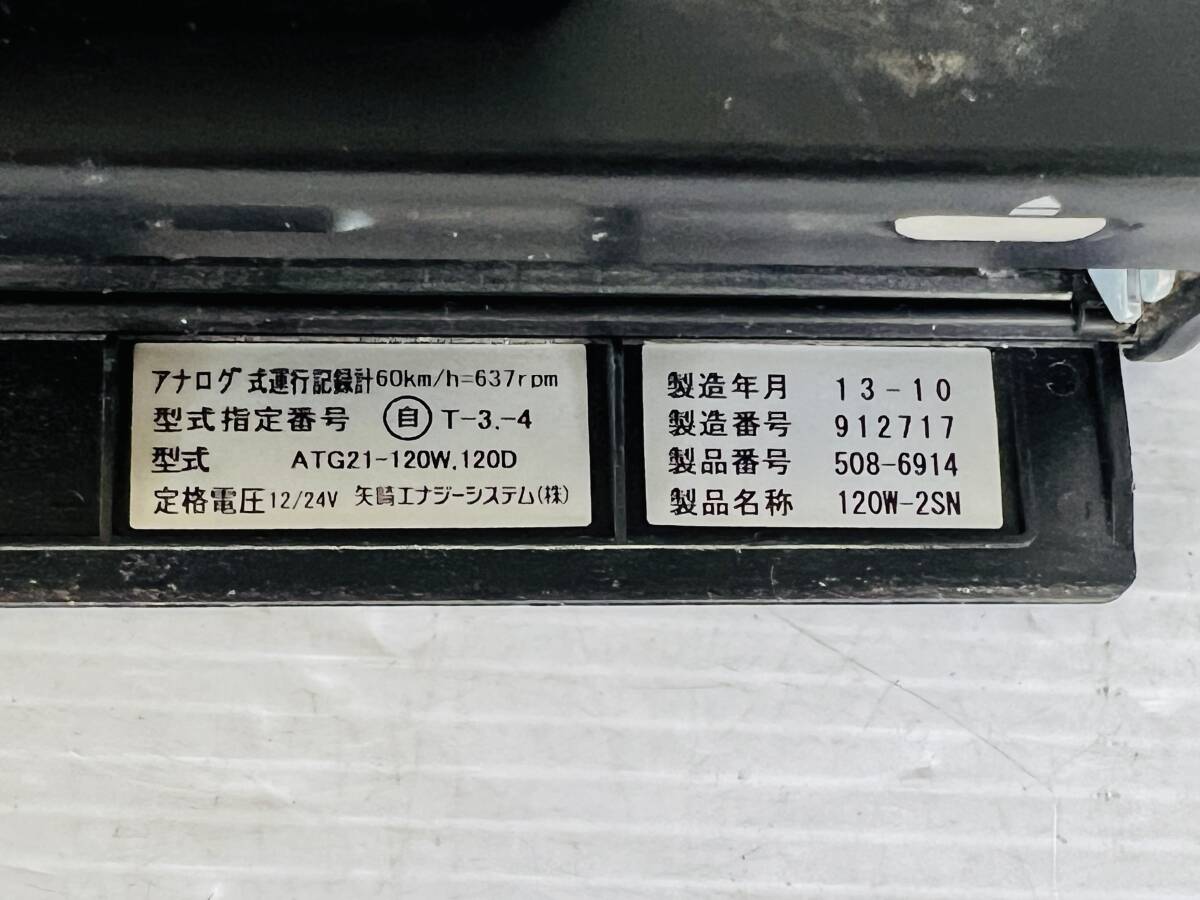 アナログ式運行記録計60km/h=637rpm
型式指定番号 自 T-3.-4
型式 ATG21-120W.120D
定格電圧12/24V 矢崎エナジーシステム(株)
製造年月 13-10
製造番号 912717
製品番号 508-6914
製品名称 120W-2SN